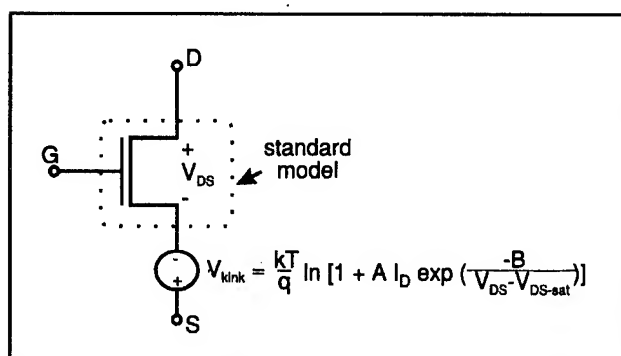 D
G
+
V_DS
-
standard
model
-
+
V_kink = kT/q ln [1 + A I_D exp (-B/(V_DS-V_DS-sat))]
S